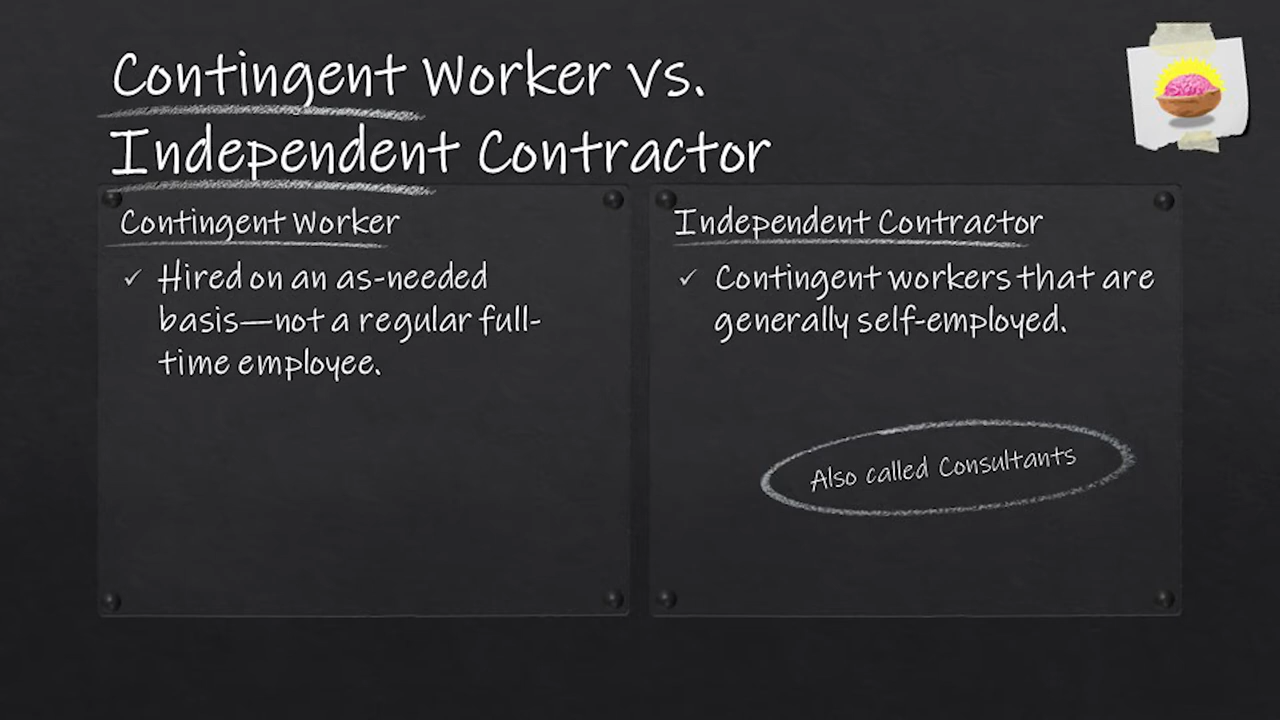 Contingent Worker vs.
Independent Contractor
Contingent Worker
✓ Hired on an as-needed
basis—not a regular full-
time employee.
Independent Contractor
✓ Contingent workers that are
generally self-employed.
Also called Consultants